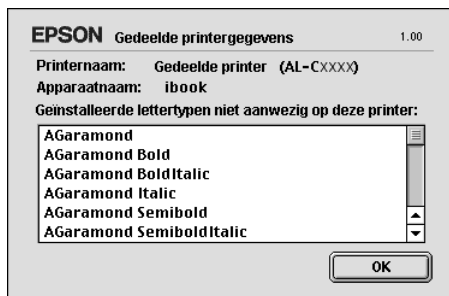 EPSON Gedeelde printergegevens 1.00
Printernaam: Gedeelde printer (AL-CXXXX)
Apparaatnaam: ibook
Geïnstalleerde lettertypen niet aanwezig op deze printer:
AGaramond
AGaramond Bold
AGaramond BoldItalic
AGaramond Italic
AGaramond Semibold
AGaramond SemiboldItalic
OK